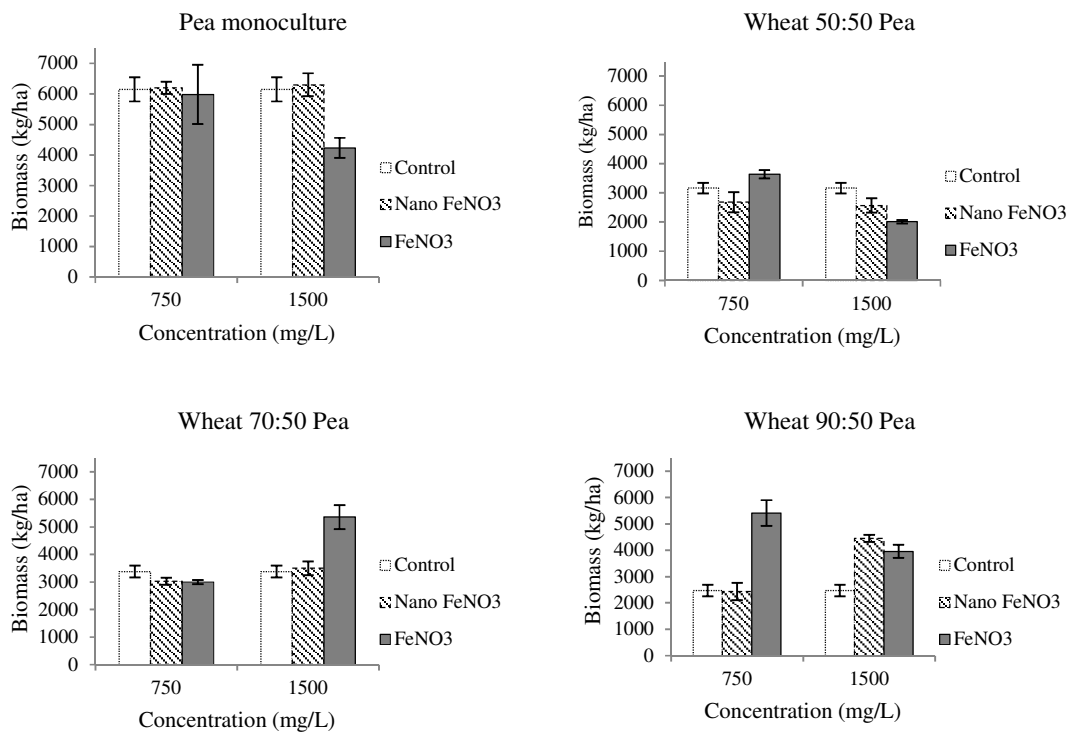 Pea monoculture
Biomass (kg/ha)
7000
6000
5000
4000
3000
2000
1000
0
750
1500
Concentration (mg/L)
Control
Nano FeNO3
FeNO3
Wheat 50:50 Pea
Biomass (kg/ha)
7000
6000
5000
4000
3000
2000
1000
0
750
1500
Concentration (mg/L)
Control
Nano FeNO3
FeNO3
Wheat 70:50 Pea
Biomass (kg/ha)
7000
6000
5000
4000
3000
2000
1000
0
750
1500
Concentration (mg/L)
Control
Nano FeNO3
FeNO3
Wheat 90:50 Pea
Biomass (kg/ha)
7000
6000
5000
4000
3000
2000
1000
0
750
1500
Concentration (mg/L)
Control
Nano FeNO3
FeNO3